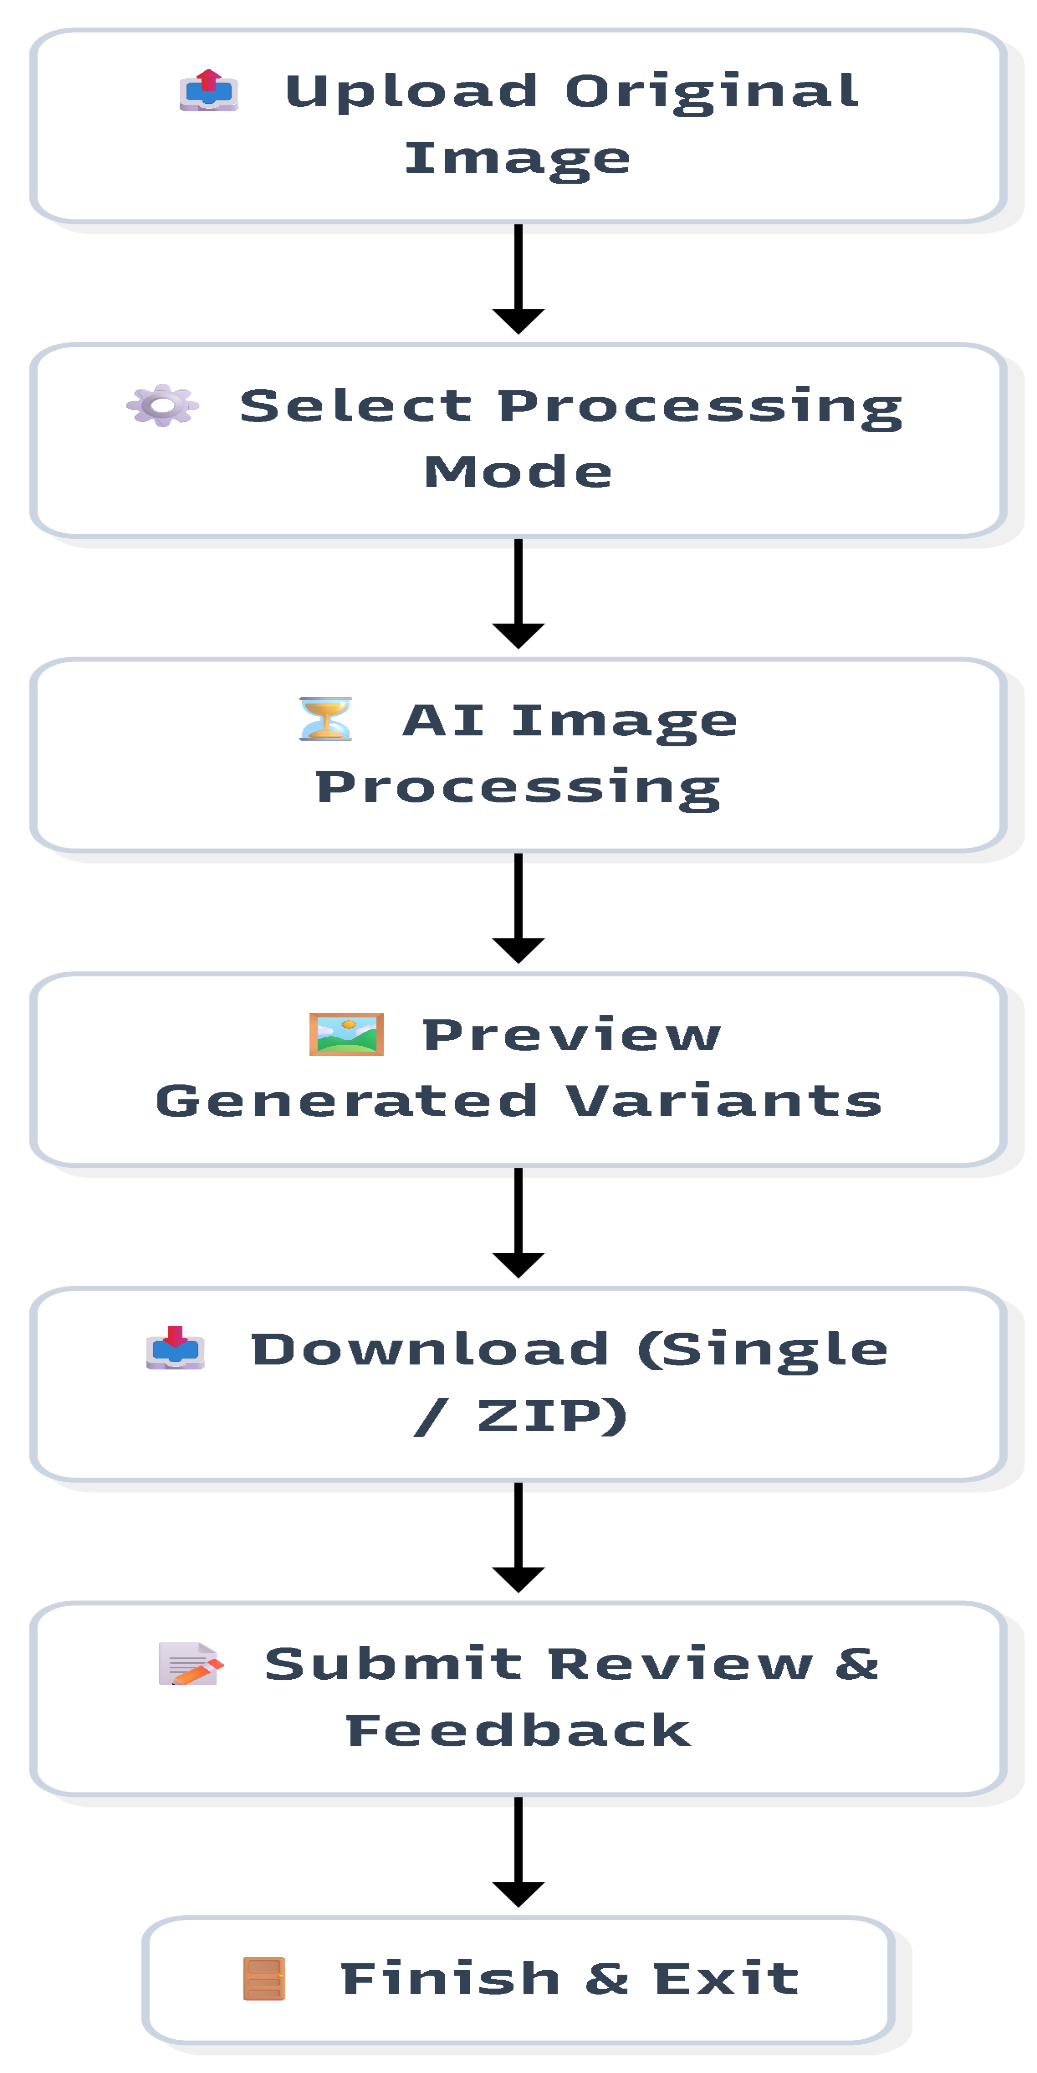 Upload Original
Image
Select Processing
Mode
AI Image
Processing
Preview
Generated Variants
Download (Single
/ ZIP)
Submit Review &
Feedback
Finish & Exit